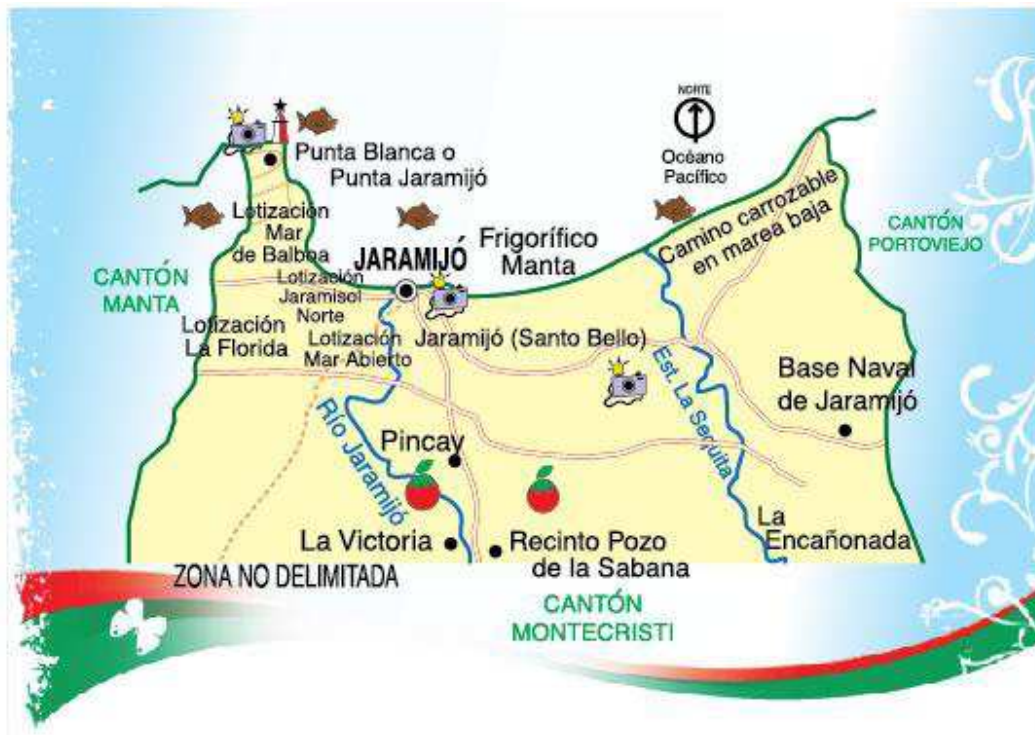 NORTE
Océano
Pacífico
Punta Blanca o
Punta Jaramijó
Lotización
Mar
de Balboa
CANTÓN
MANTA
JARAMIJÓ
Frigorífico
Manta
Camino carrozable
en marea baja
CANTÓN
PORTOVIEJO
Lotización
Jaramisol
Norte
Lotización
La Florida
Lotización
Mar Abierto
Jaramijó (Santo Bello)
Est. La Sequita
Base Naval
de Jaramijó
Río Jaramijó
Pincay
La Victoria
Recinto Pozo
de la Sabana
La
Encañonada
ZONA NO DELIMITADA
CANTÓN
MONTECRISTI